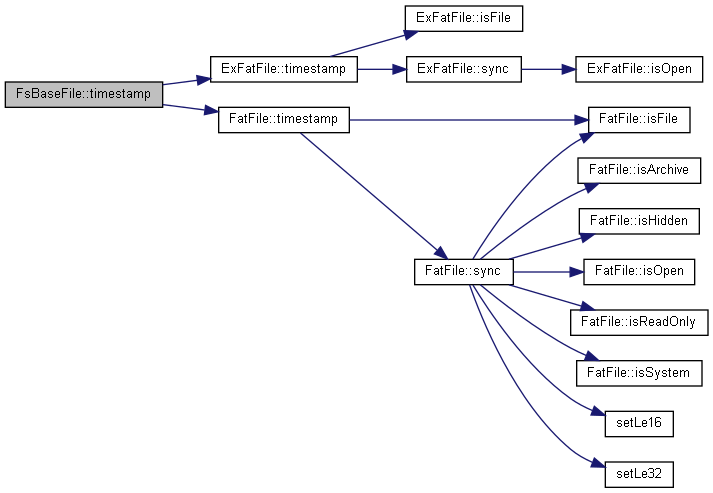 ExFatFile::isFile
ExFatFile::timestamp
ExFatFile::sync
ExFatFile::isOpen
FsBaseFile::timestamp
FatFile::timestamp
FatFile::isFile
FatFile::isArchive
FatFile::isHidden
FatFile::sync
FatFile::isOpen
FatFile::isReadOnly
FatFile::isSystem
setLe16
setLe32